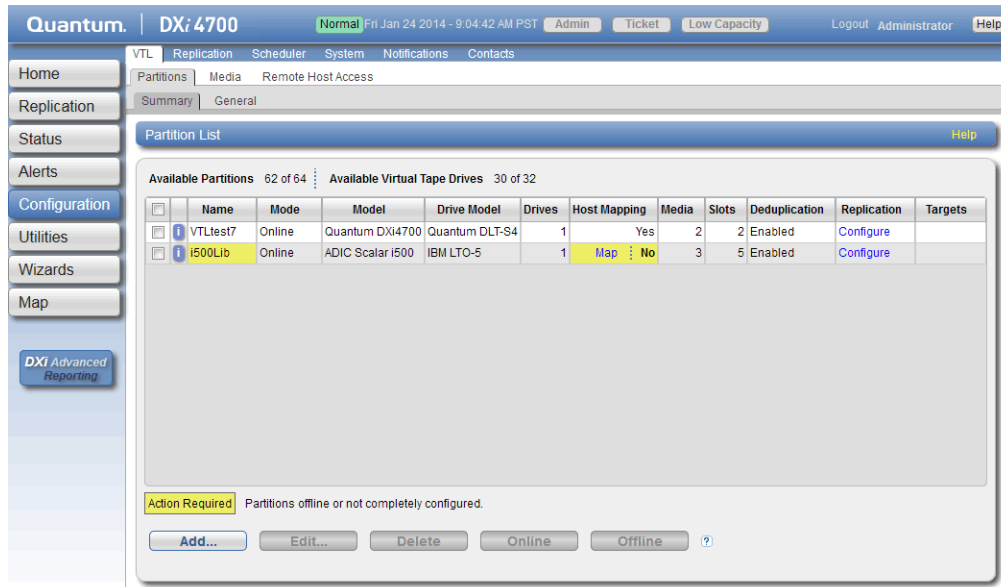 Quantum. DXi 4700 Normal Fri Jan 24 2014 - 9:04:42 AM PST Admin Ticket Low Capacity Logout Administrator Help
VTL Replication Scheduler System Notifications Contacts
Partitions Media Remote Host Access
Summary General
Home
Replication
Status
Alerts
Configuration
Utilities
Wizards
Map
DXi Advanced
Reporting
Partition List Help
Available Partitions 62 of 64 Available Virtual Tape Drives 30 of 32
Name Mode Model Drive Model Drives Host Mapping Media Slots Deduplication Replication Targets
i VTLtest7 Online Quantum DXi4700 Quantum DLT-S4 1 Yes 2 2 Enabled Configure
i i500Lib Online ADIC Scalar i500 IBM LTO-5 1 Map No 3 5 Enabled Configure
Action Required Partitions offline or not completely configured.
Add... Edit... Delete Online Offline ?